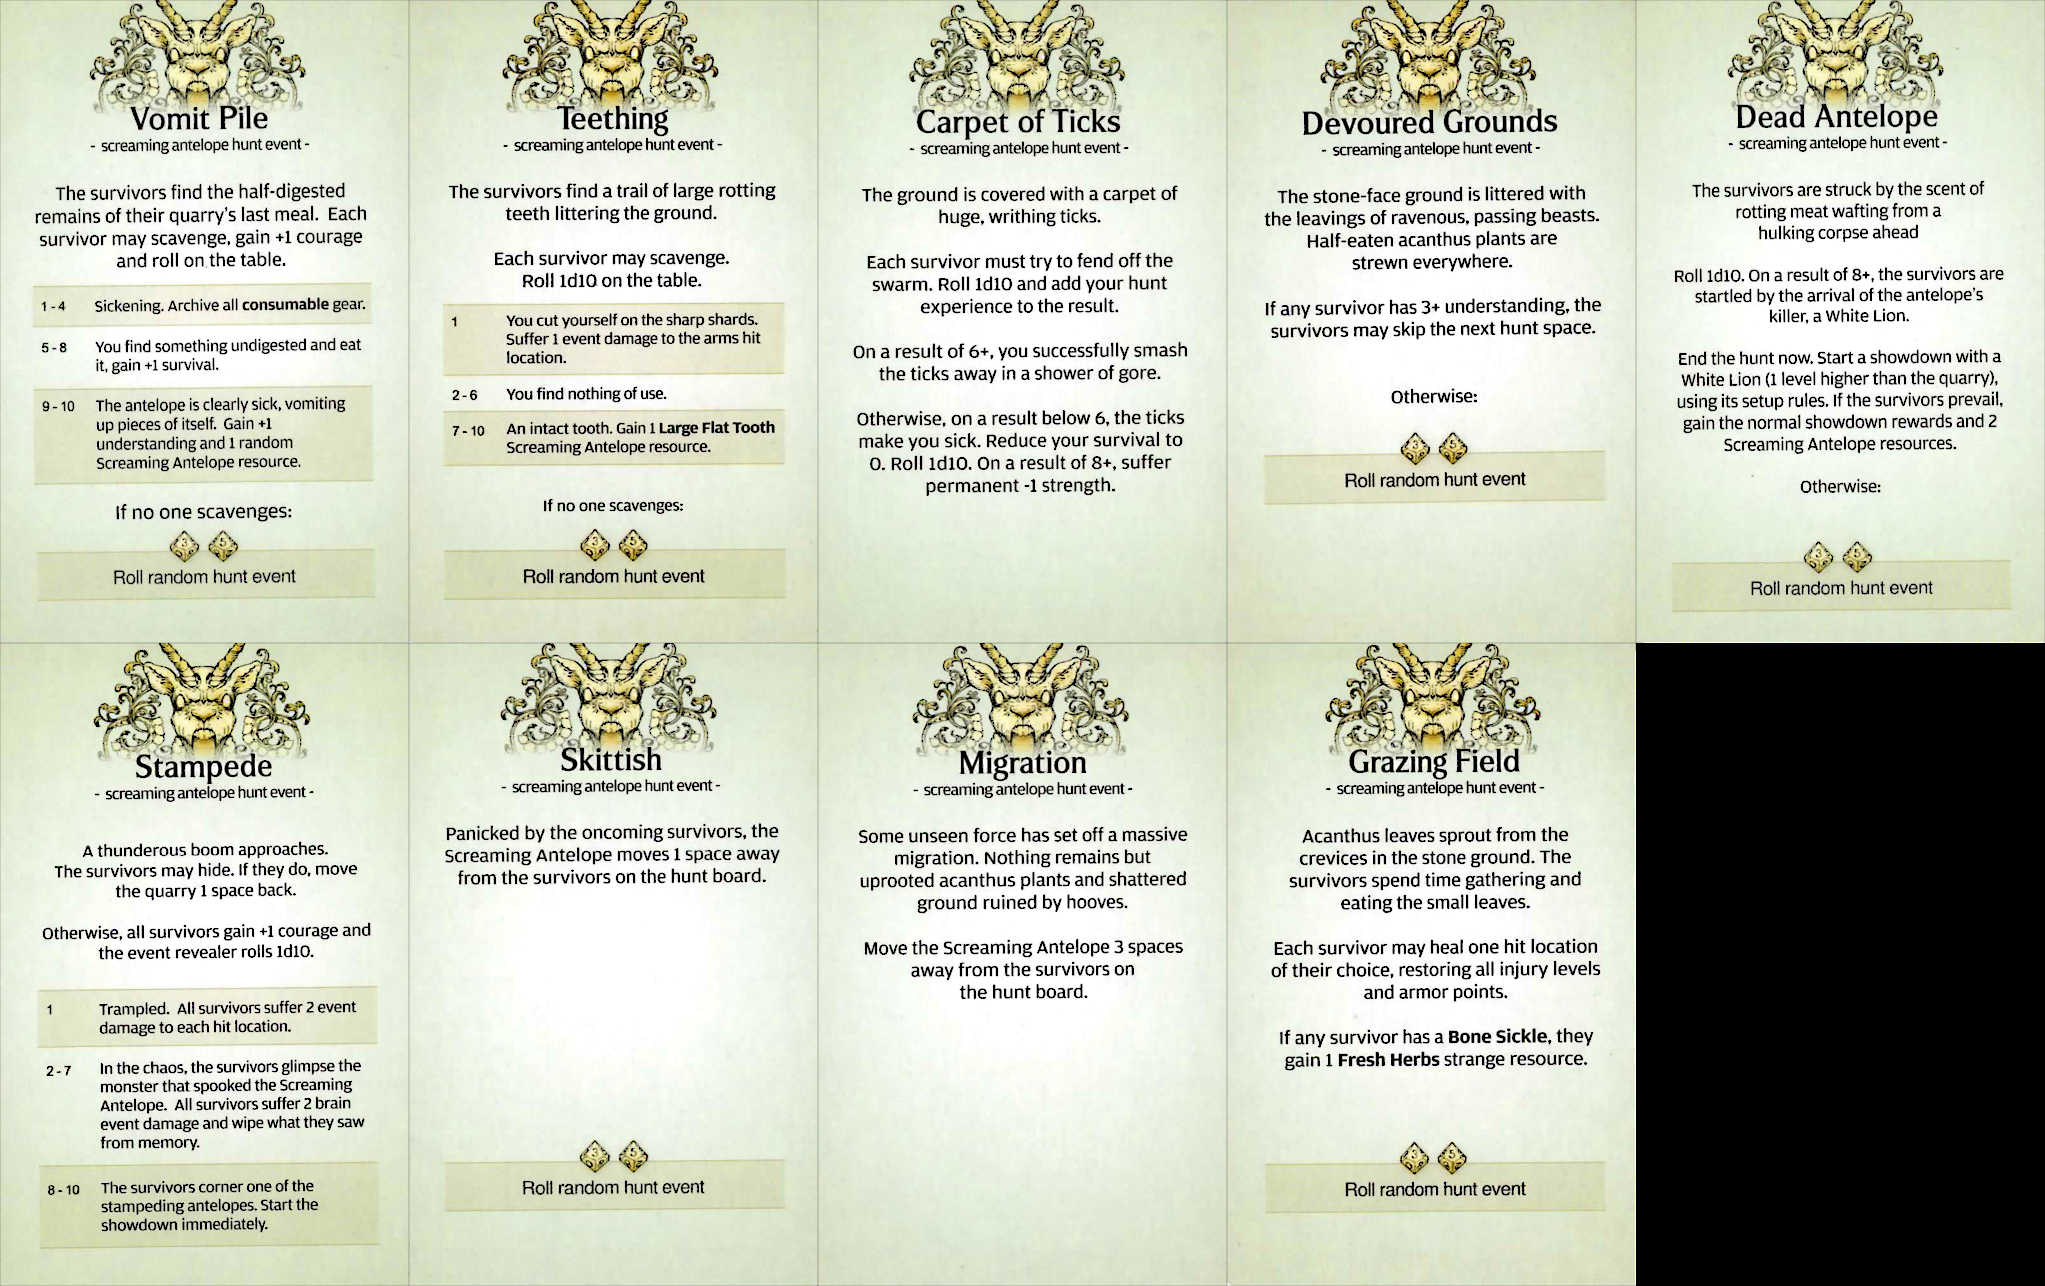 Vomit Pile
- screaming antelope hunt event -
The survivors find the half-digested
remains of their quarry's last meal. Each
survivor may scavenge, gain +1 courage
and roll on the table.
1 - 4 Sickening. Archive all consumable gear.
5 - 8 You find something undigested and eat
it, gain +1 survival.
9 - 10 The antelope is clearly sick, vomiting
up pieces of itself. Gain +1
understanding and 1 random
Screaming Antelope resource.
If no one scavenges:
3 5
Roll random hunt event
Teething
- screaming antelope hunt event -
The survivors find a trail of large rotting
teeth littering the ground.
Each survivor may scavenge.
Roll 1d10 on the table.
1 You cut yourself on the sharp shards.
Suffer 1 event damage to the arms hit
location.
2 - 6 You find nothing of use.
7 - 10 An intact tooth. Gain 1 Large Flat Tooth
Screaming Antelope resource.
If no one scavenges:
3 5
Roll random hunt event
Carpet of Ticks
- screaming antelope hunt event -
The ground is covered with a carpet of
huge, writhing ticks.
Each survivor must try to fend off the
swarm. Roll 1d10 and add your hunt
experience to the result.
On a result of 6+, you successfully smash
the ticks away in a shower of gore.
Otherwise, on a result below 6, the ticks
make you sick. Reduce your survival to
0. Roll 1d10. On a result of 8+, suffer
permanent -1 strength.
Devoured Grounds
- screaming antelope hunt event -
The stone-face ground is littered with
the leavings of ravenous, passing beasts.
Half-eaten acanthus plants are
strewn everywhere.
If any survivor has 3+ understanding, the
survivors may skip the next hunt space.
Otherwise:
3 5
Roll random hunt event
Dead Antelope
- screaming antelope hunt event -
The survivors are struck by the scent of
rotting meat wafting from a
hulking corpse ahead
Roll 1d10. On a result of 8+, the survivors are
startled by the arrival of the antelope's
killer, a White Lion.
End the hunt now. Start a showdown with a
White Lion (1 level higher than the quarry),
using its setup rules. If the survivors prevail,
gain the normal showdown rewards and 2
Screaming Antelope resources.
Otherwise:
3 5
Roll random hunt event
Stampede
- screaming antelope hunt event -
A thunderous boom approaches.
The survivors may hide. If they do, move
the quarry 1 space back.
Otherwise, all survivors gain +1 courage and
the event revealer rolls 1d10.
1 Trampled. All survivors suffer 2 event
damage to each hit location.
2 - 7 In the chaos, the survivors glimpse the
monster that spooked the Screaming
Antelope. All survivors suffer 2 brain
event damage and wipe what they saw
from memory.
8 - 10 The survivors corner one of the
stampeding antelopes. Start the
showdown immediately.
Skittish
- screaming antelope hunt event -
Panicked by the oncoming survivors, the
Screaming Antelope moves 1 space away
from the survivors on the hunt board.
3 5
Roll random hunt event
Migration
- screaming antelope hunt event -
Some unseen force has set off a massive
migration. Nothing remains but
uprooted acanthus plants and shattered
ground ruined by hooves.
Move the Screaming Antelope 3 spaces
away from the survivors on
the hunt board.
Grazing Field
- screaming antelope hunt event -
Acanthus leaves sprout from the
crevices in the stone ground. The
survivors spend time gathering and
eating the small leaves.
Each survivor may heal one hit location
of their choice, restoring all injury levels
and armor points.
If any survivor has a Bone Sickle, they
gain 1 Fresh Herbs strange resource.
3 5
Roll random hunt event